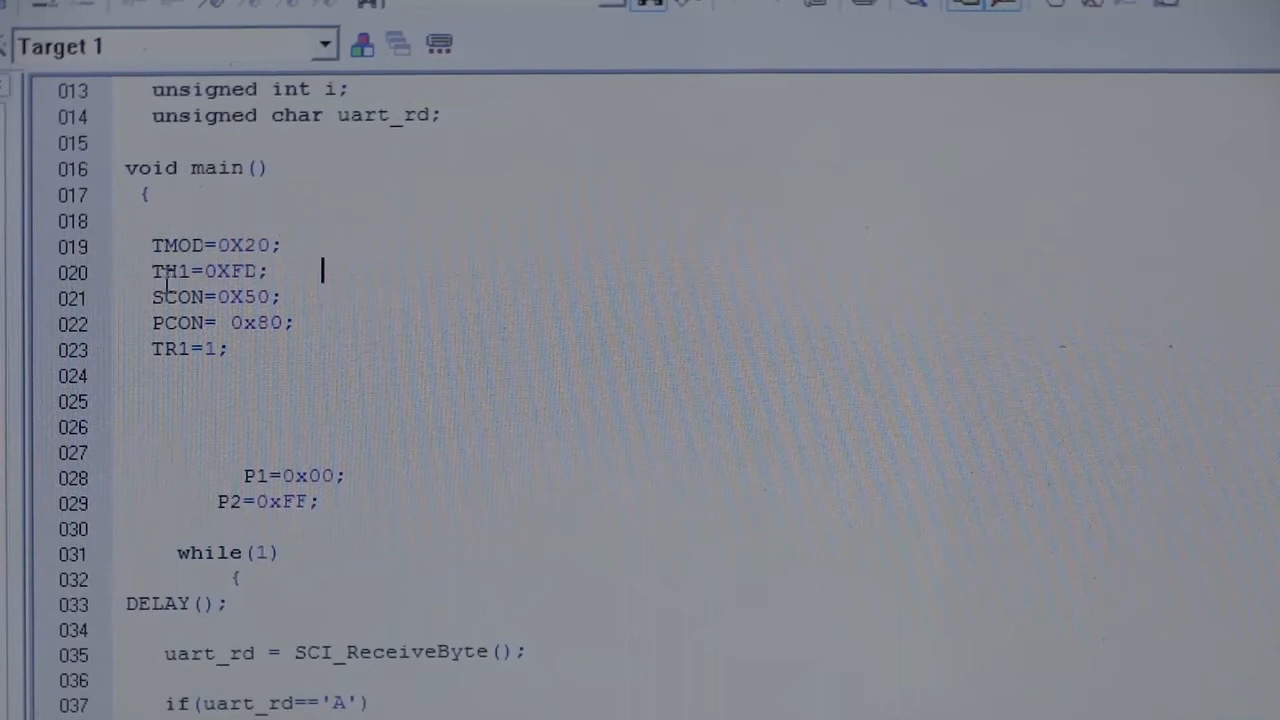 Target 1
013 unsigned int i;
014 unsigned char uart_rd;
015
016 void main()
017 {
018
019 TMOD=0X20;
020 TH1=0XFD;
021 SCON=0X50;
022 PCON= 0x80;
023 TR1=1;
024
025
026
027
028 P1=0x00;
029 P2=0xFF;
030
031 while(1)
032 {
033 DELAY();
034
035 uart_rd = SCI_ReceiveByte();
036
037 if(uart_rd=='A')